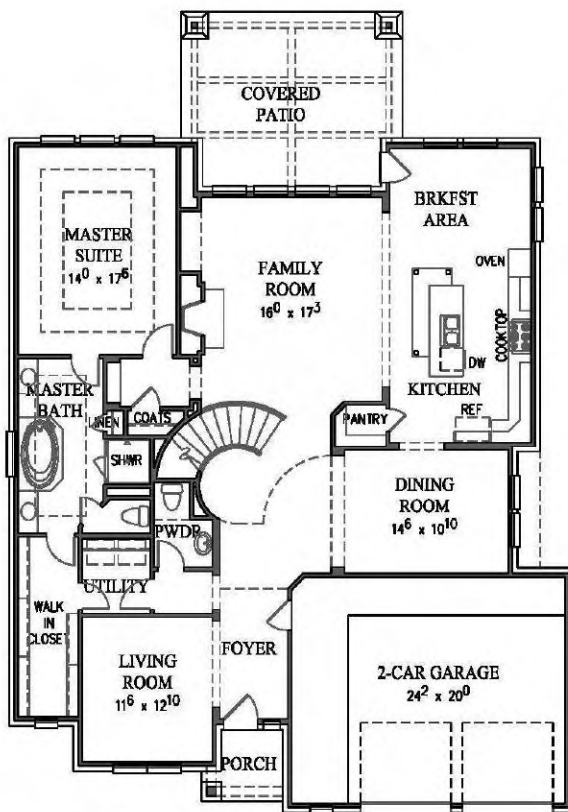 COVERED
PATIO
BRKFST
AREA
MASTER
SUITE
14⁰ x 17⁶
OVEN
FAMILY
ROOM
16⁰ x 17³
COOKTOP
DW
MASTER
BATH
KITCHEN
LINEN
COATS
PANTRY
REF
SHWR
DINING
ROOM
14⁶ x 10¹⁰
PWDR
UTILITY
WALK
IN
CLOSET
LIVING
ROOM
11⁶ x 12¹⁰
FOYER
2-CAR GARAGE
24² x 20⁰
PORCH